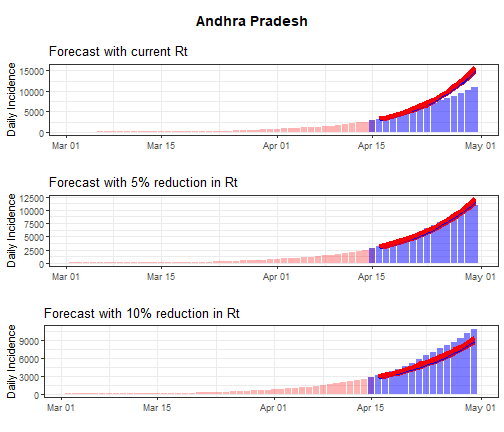 Andhra Pradesh
Forecast with current Rt
Daily Incidence
15000
10000
5000
0
Mar 01 Mar 15 Apr 01 Apr 15 May 01
Forecast with 5% reduction in Rt
Daily Incidence
12500
10000
7500
5000
2500
0
Mar 01 Mar 15 Apr 01 Apr 15 May 01
Forecast with 10% reduction in Rt
Daily Incidence
9000
6000
3000
0
Mar 01 Mar 15 Apr 01 Apr 15 May 01